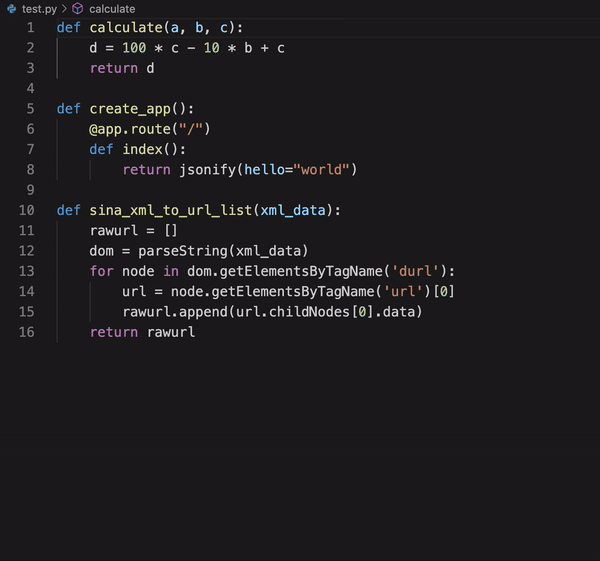 test.py > calculate
1 def calculate(a, b, c):
2     d = 100 * c - 10 * b + c
3     return d
4
5 def create_app():
6     @app.route("/")
7     def index():
8         return jsonify(hello="world")
9
10 def sina_xml_to_url_list(xml_data):
11     rawurl = []
12     dom = parseString(xml_data)
13     for node in dom.getElementsByTagName('durl'):
14         url = node.getElementsByTagName('url')[0]
15         rawurl.append(url.childNodes[0].data)
16     return rawurl